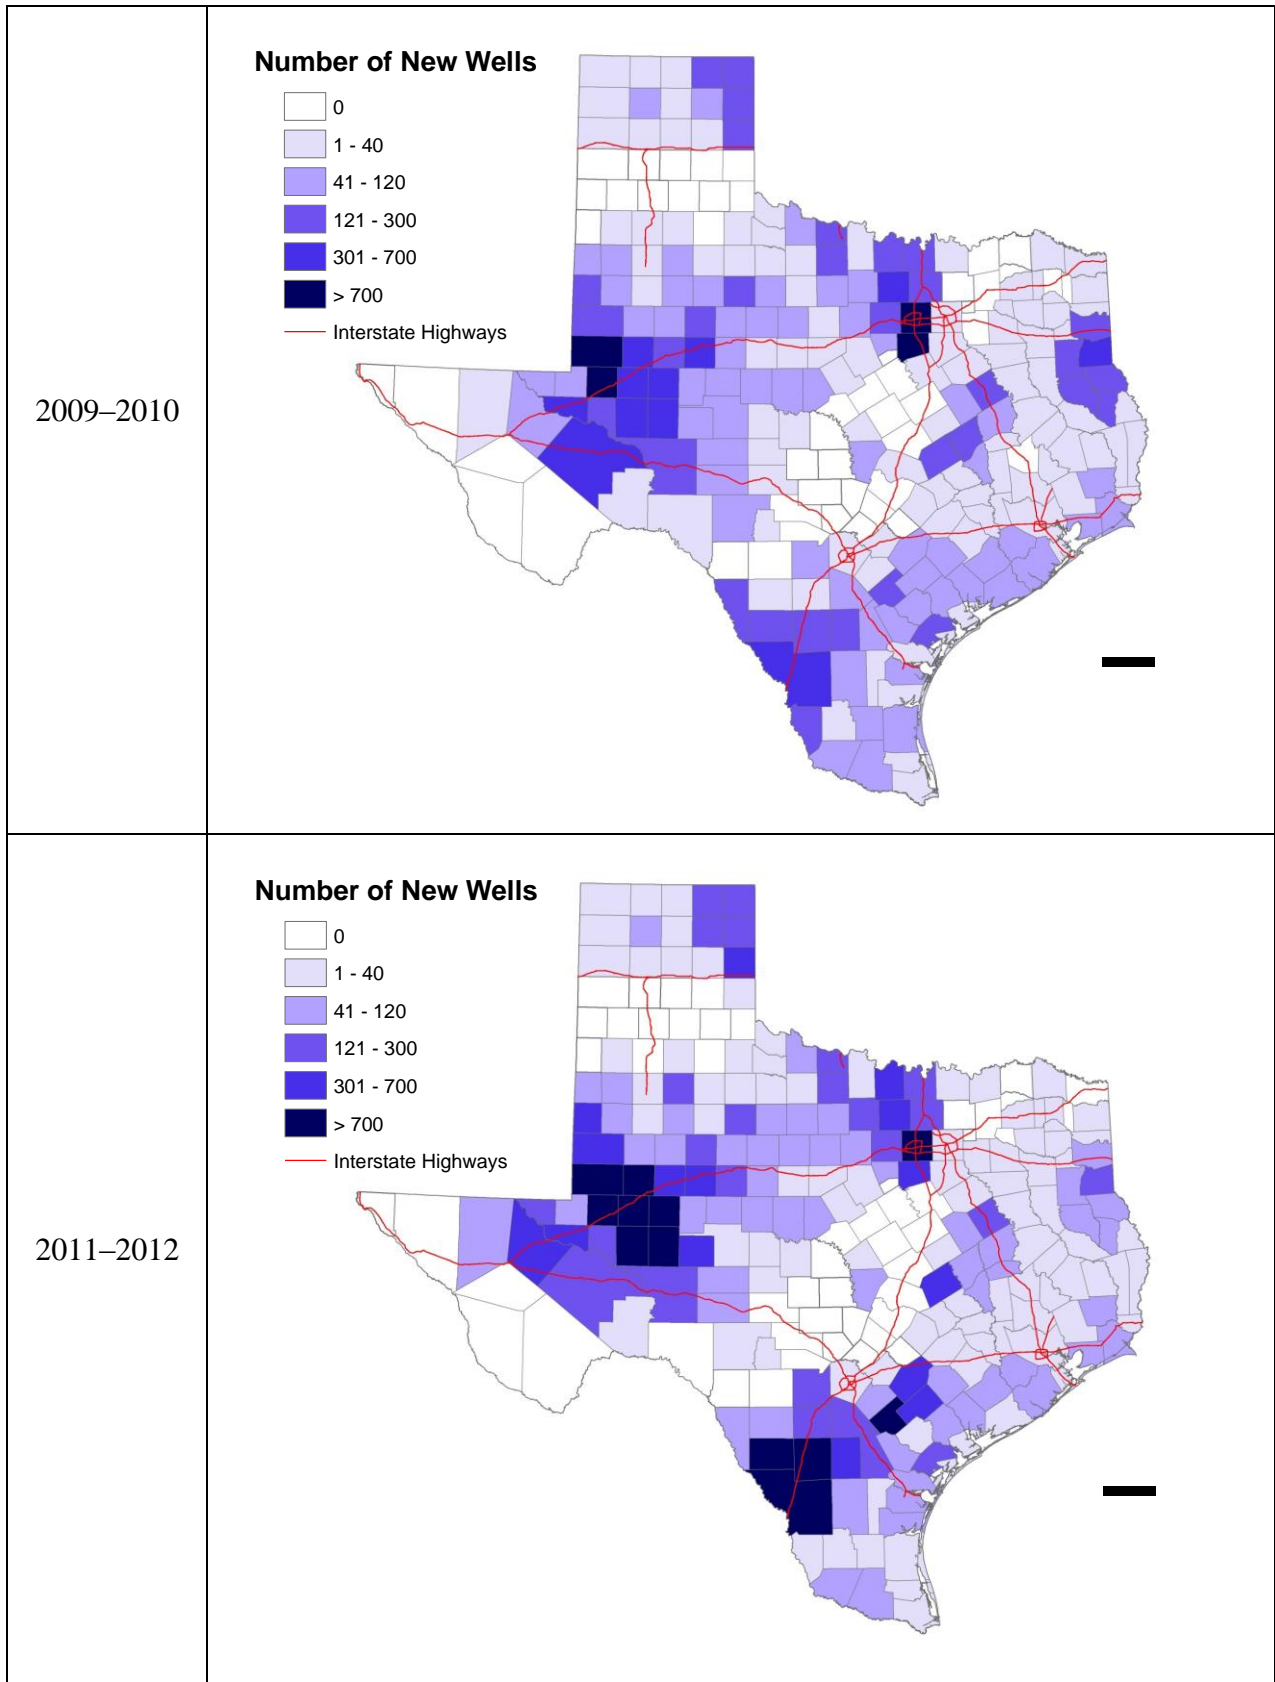 Number of New Wells
0
1 - 40
41 - 120
121 - 300
301 - 700
> 700
Interstate Highways
2009–2010
Number of New Wells
0
1 - 40
41 - 120
121 - 300
301 - 700
> 700
Interstate Highways
2011–2012